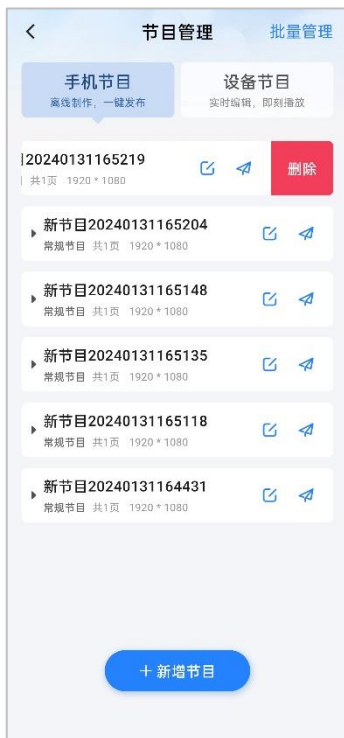 节目管理
批量管理
手机节目
离线制作，一键发布
设备节目
实时编辑，即刻播放
20240131165219
共1页 1920*1080
删除
新节目20240131165204
常规节目 共1页 1920*1080
新节目20240131165148
常规节目 共1页 1920*1080
新节目20240131165135
常规节目 共1页 1920*1080
新节目20240131165118
常规节目 共1页 1920*1080
新节目20240131164431
常规节目 共1页 1920*1080
+ 新增节目